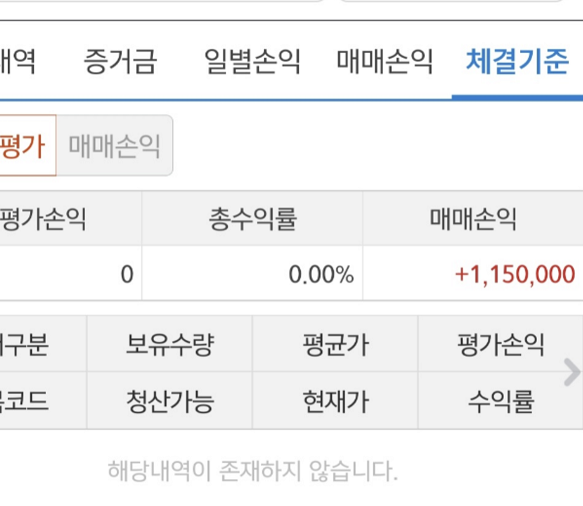 내역 증거금 일별손익 매매손익 체결기준
평가 매매손익
평가손익 총수익률 매매손익
0 0.00% +1,150,000
구분 보유수량 평균가 평가손익
코드 청산가능 현재가 수익률
해당내역이 존재하지 않습니다.